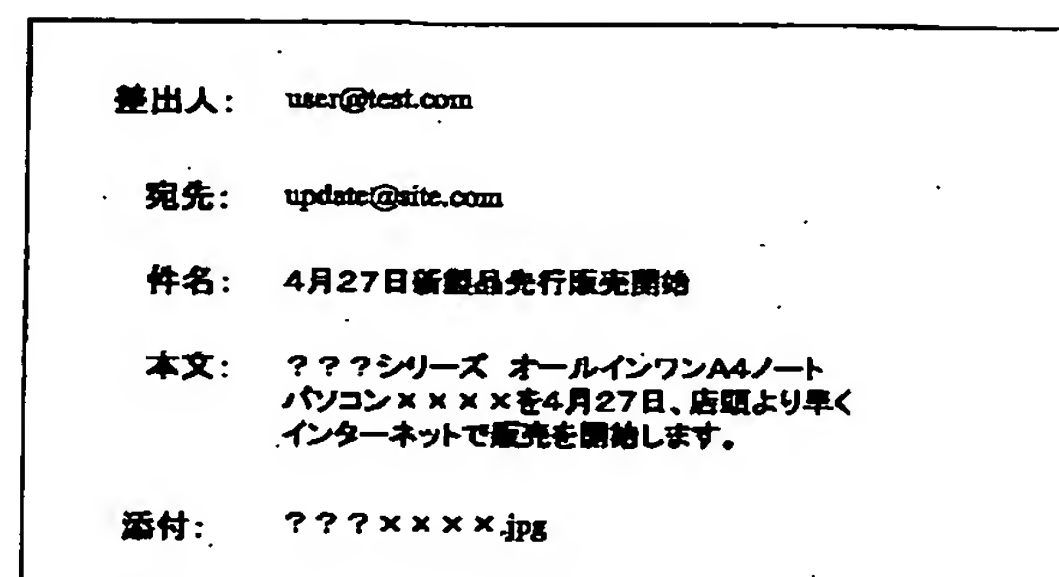 差出人: user@test.com
宛先: update@site.com
件名: 4月27日新製品先行販売開始
本文: ???シリーズ オールインワンA4ノート
パソコン××××を4月27日、店頭より早く
インターネットで販売を開始します。
添付: ???××××.jpg